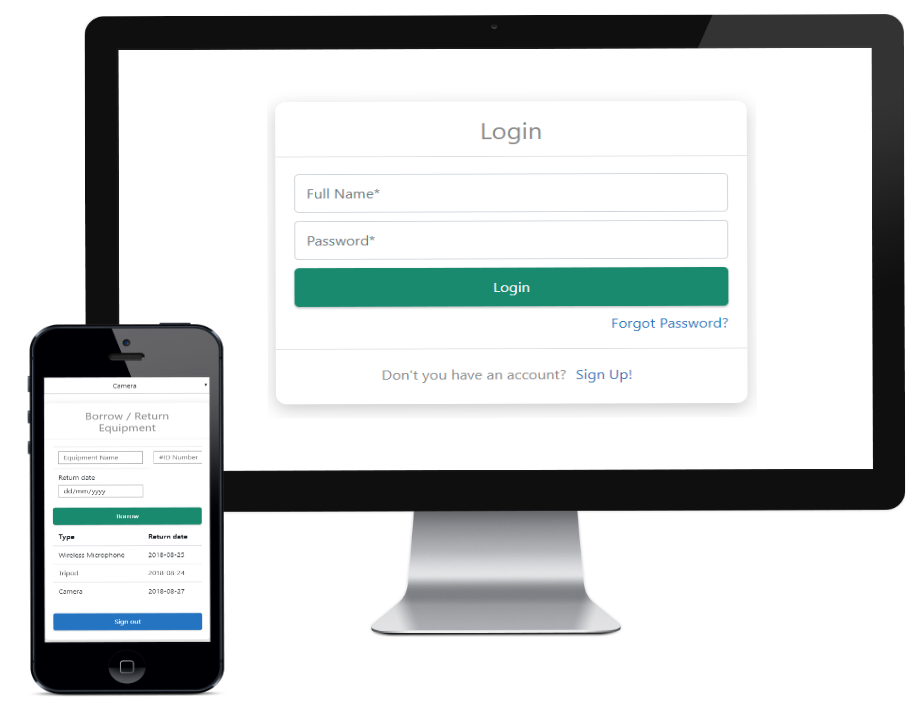 Login
Full Name*
Password*
Login
Forgot Password?
Don't you have an account? Sign Up!
Camera
Borrow / Return
Equipment
Equipment Name #ID Number
Return date
dd/mm/yyyy
Borrow
Type Return date
Wireless Microphone 2018-08-25
Tripod 2018-08-24
Camera 2018-08-27
Sign out